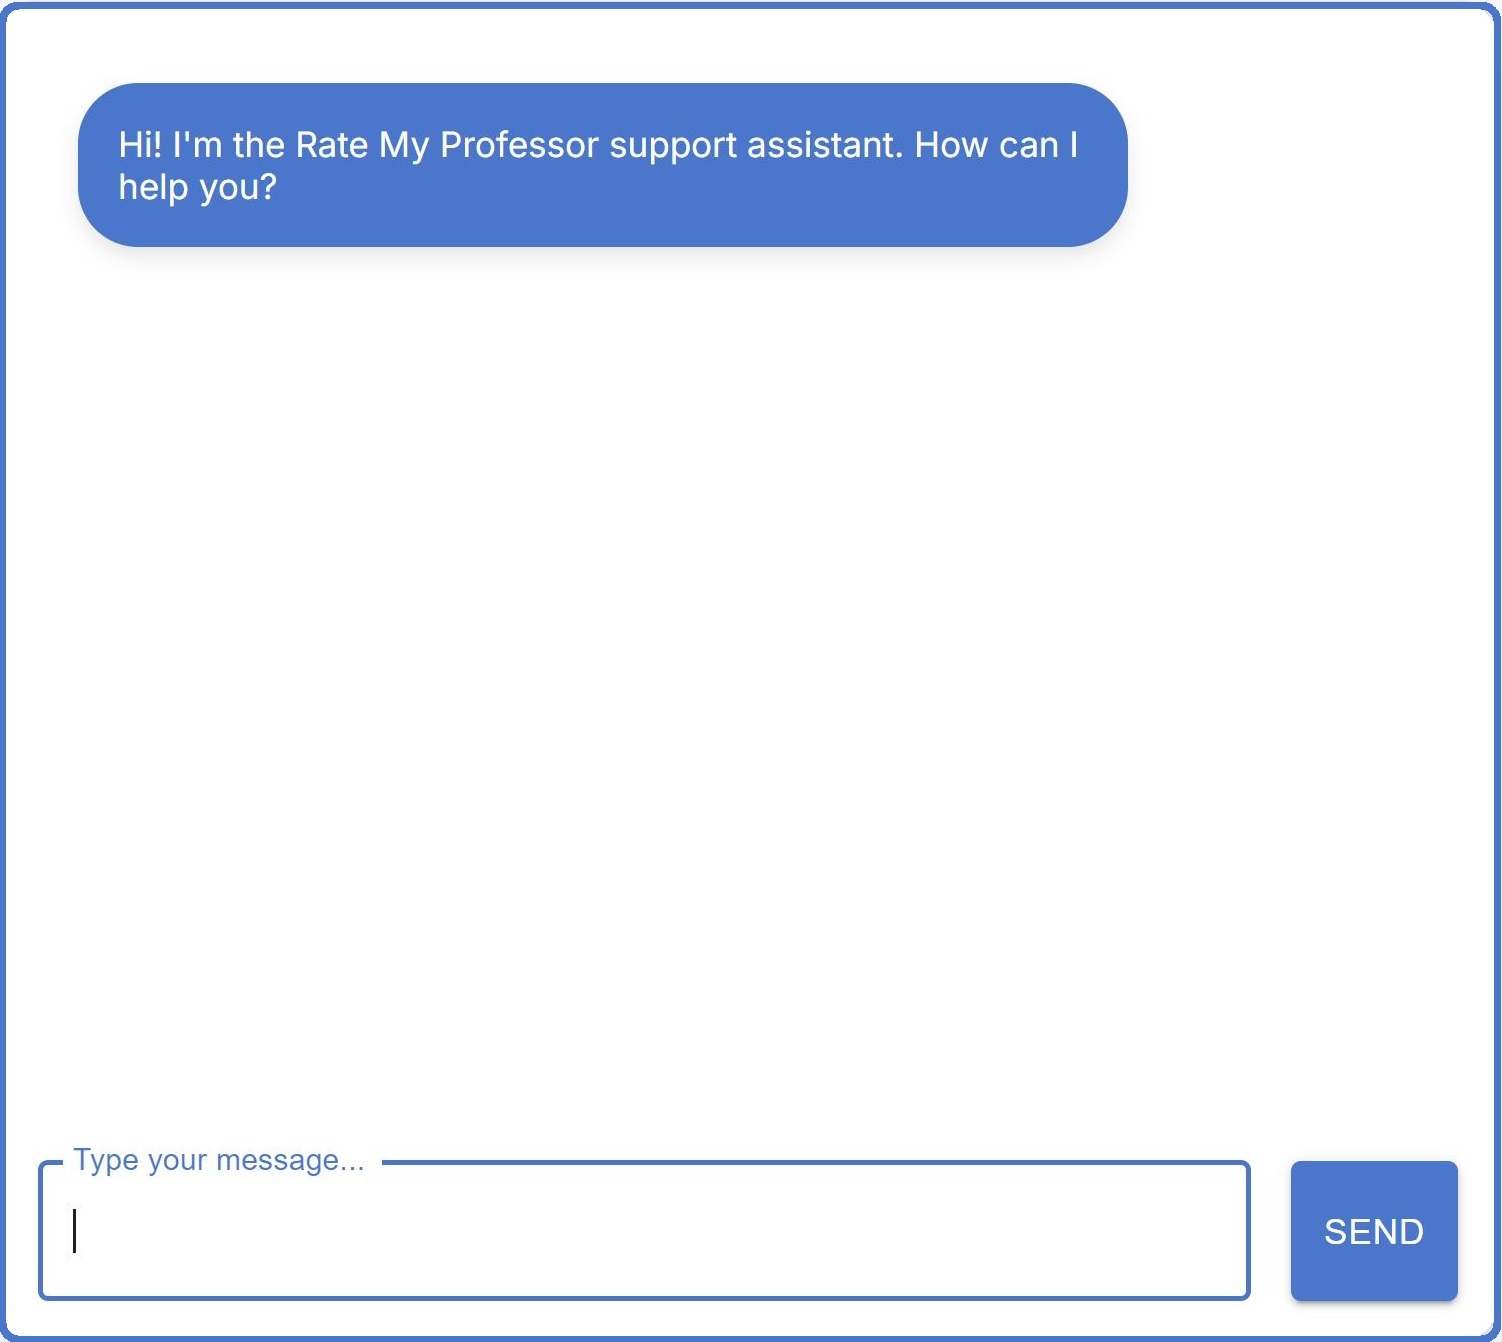 Hi! I'm the Rate My Professor support assistant. How can I
help you?
Type your message...
SEND